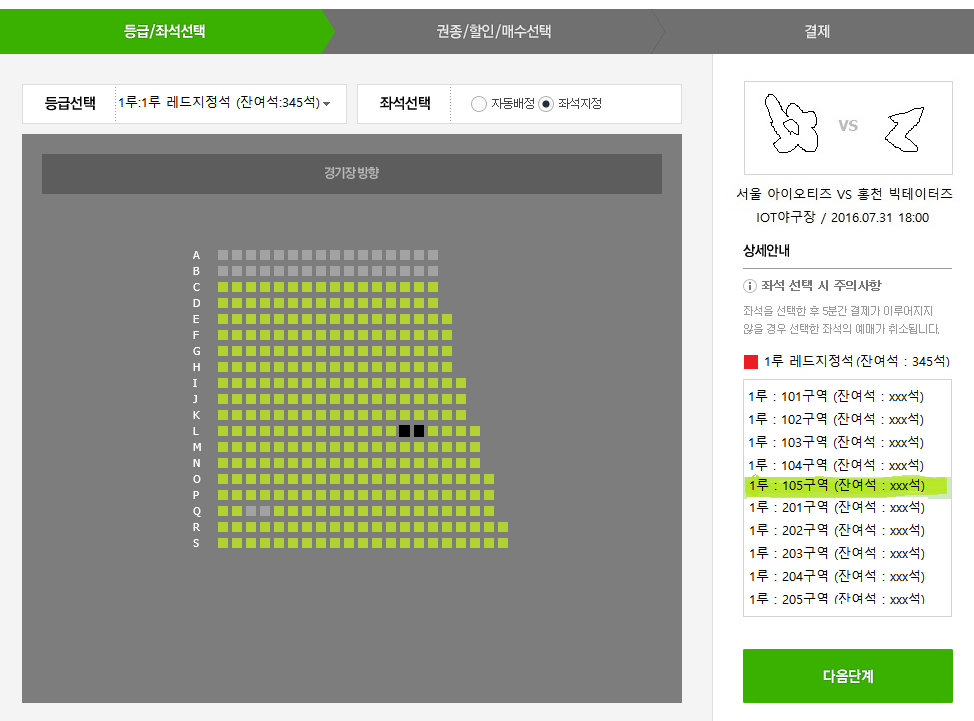 등급/좌석선택
권종/할인/매수선택
결제
등급선택
1루:1루 레드지정석 (잔여석:345석)
좌석선택
자동배정
좌석지정
경기장 방향
A
B
C
D
E
F
G
H
I
J
K
L
M
N
O
P
Q
R
S
VS
서울 아이오티즈 VS 홍천 빅테이터즈
IOT야구장 / 2016.07.31 18:00
상세안내
좌석 선택 시 주의사항
좌석을 선택한 후 5분간 결제가 이루어지지
않을 경우 선택한 좌석의 예매가 취소됩니다.
1루 레드지정석(잔여석 : 345석)
1루 : 101구역 (잔여석 : xxx석)
1루 : 102구역 (잔여석 : xxx석)
1루 : 103구역 (잔여석 : xxx석)
1루 : 104구역 (잔여석 : xxx석)
1루 : 105구역 (잔여석 : xxx석)
1루 : 201구역 (잔여석 : xxx석)
1루 : 202구역 (잔여석 : xxx석)
1루 : 203구역 (잔여석 : xxx석)
1루 : 204구역 (잔여석 : xxx석)
1루 : 205구역 (잔여석 : xxx석)
다음단계